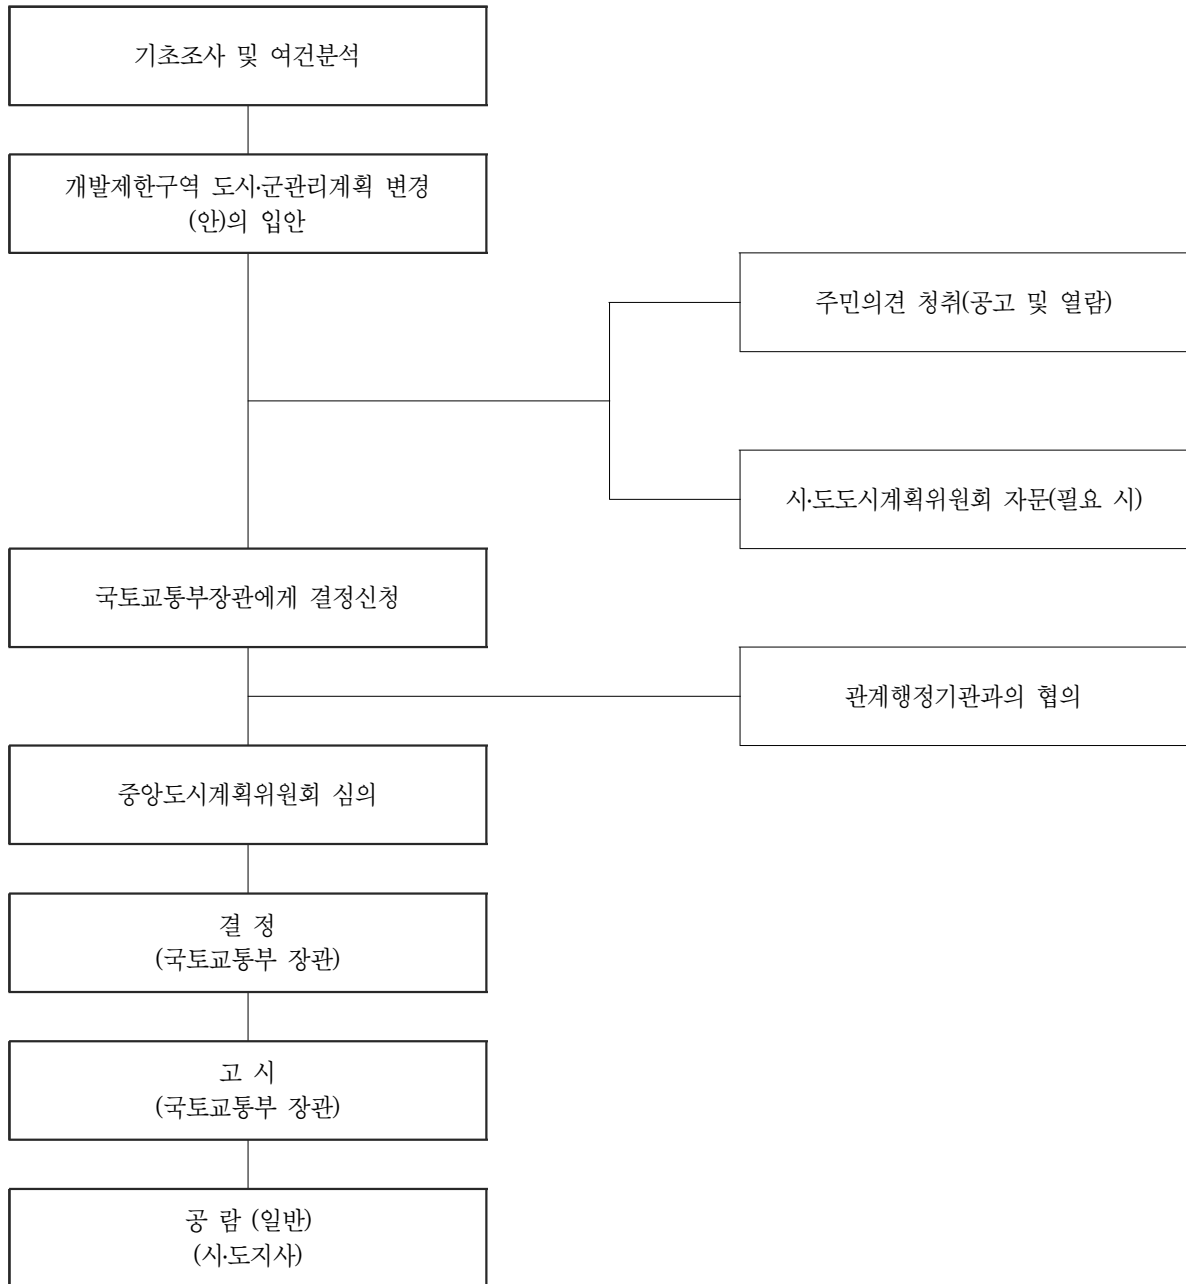 기초조사 및 여건분석
개발제한구역 도시·군관리계획 변경
(안)의 입안
주민의견 청취(공고 및 열람)
시·도도시계획위원회 자문(필요 시)
국토교통부장관에게 결정신청
관계행정기관과의 협의
중앙도시계획위원회 심의
결 정
(국토교통부 장관)
고 시
(국토교통부 장관)
공 람 (일반)
(시·도지사)